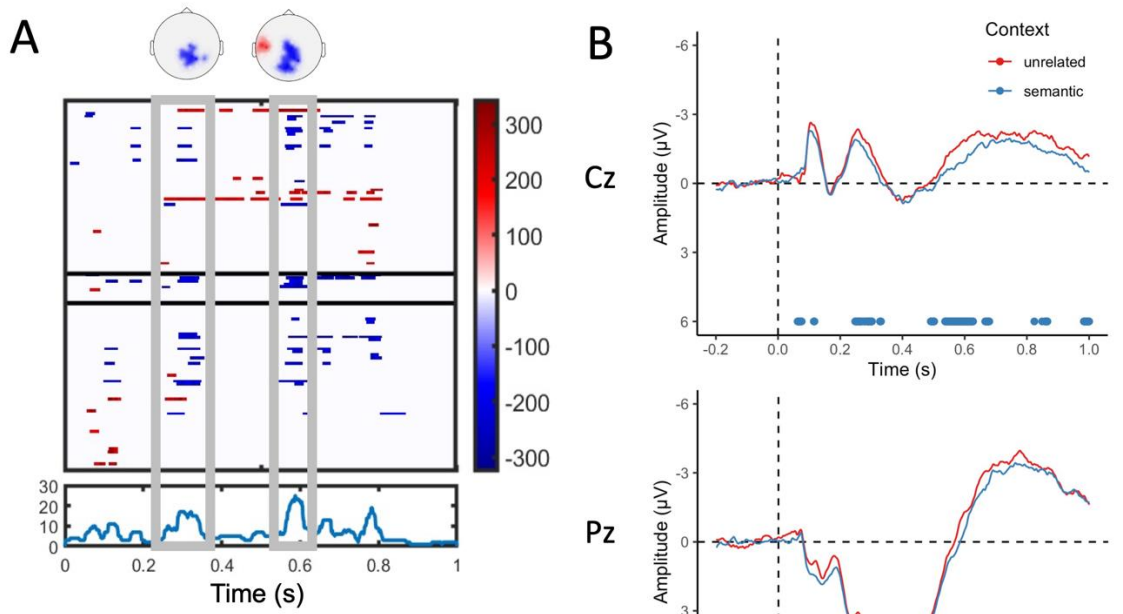 A
300
200
100
0
-100
-200
-300
30
20
10
0
0 0.2 0.4 0.6 0.8 1
Time (s)
B
Context
unrelated
semantic
Cz
Amplitude (µV)
-6
-3
0
3
6
-0.2 0.0 0.2 0.4 0.6 0.8 1.0
Time (s)
Pz
Amplitude (µV)
-6
-3
0
3